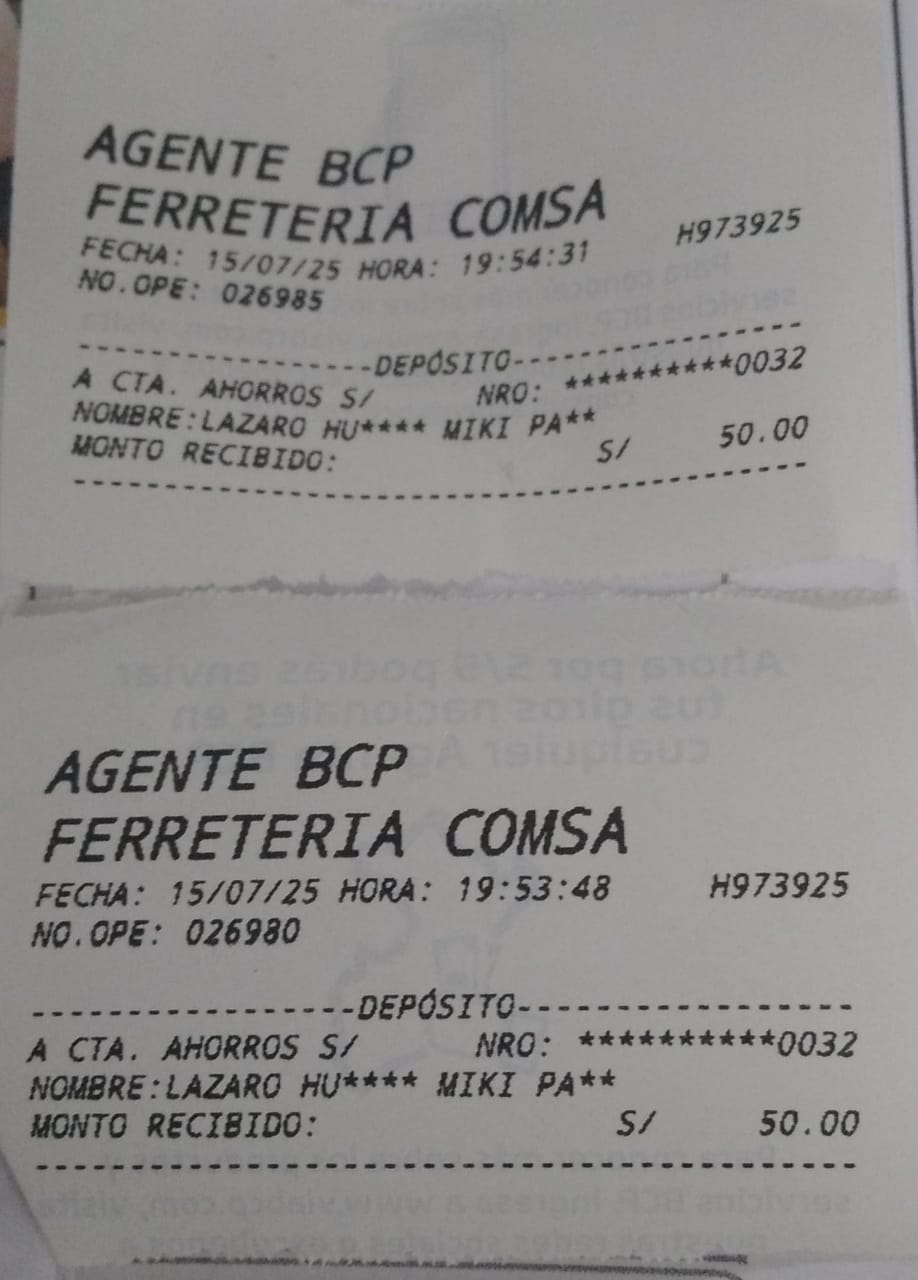 AGENTE BCP
FERRETERIA COMSA
FECHA: 15/07/25 HORA: 19:54:31 H973925
NO.OPE: 026985
-----------------DEPÓSITO-----------------
A CTA. AHORROS S/ NRO: **********0032
NOMBRE:LAZARO HU**** MIKI PA**
MONTO RECIBIDO: S/ 50.00
------------------------------------------
AGENTE BCP
FERRETERIA COMSA
FECHA: 15/07/25 HORA: 19:53:48 H973925
NO.OPE: 026980
-----------------DEPÓSITO-----------------
A CTA. AHORROS S/ NRO: **********0032
NOMBRE:LAZARO HU**** MIKI PA**
MONTO RECIBIDO: S/ 50.00
------------------------------------------